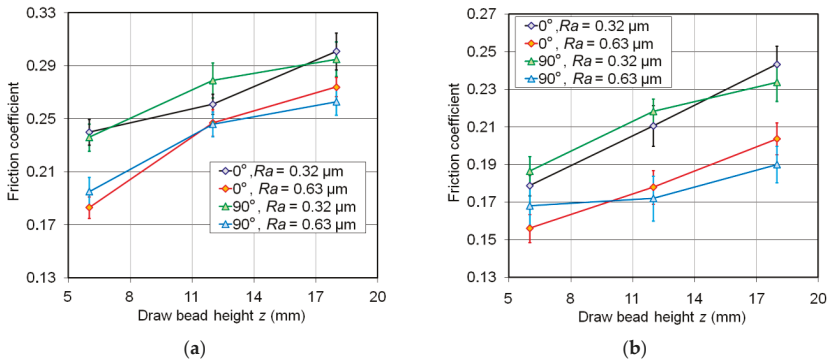 (a)
Friction coefficient
0.33
0.29
0.25
0.21
0.17
0.13
0°, Ra = 0.32 µm
0°, Ra = 0.63 µm
90°, Ra = 0.32 µm
90°, Ra = 0.63 µm
5 8 11 14 17 20
Draw bead height z (mm)
(a)
(b)
Friction coefficient
0.27
0.25
0.23
0.21
0.19
0.17
0.15
0.13
0°, Ra = 0.32 µm
0°, Ra = 0.63 µm
90°, Ra = 0.32 µm
90°, Ra = 0.63 µm
5 8 11 14 17 20
Draw bead height z (mm)
(b)